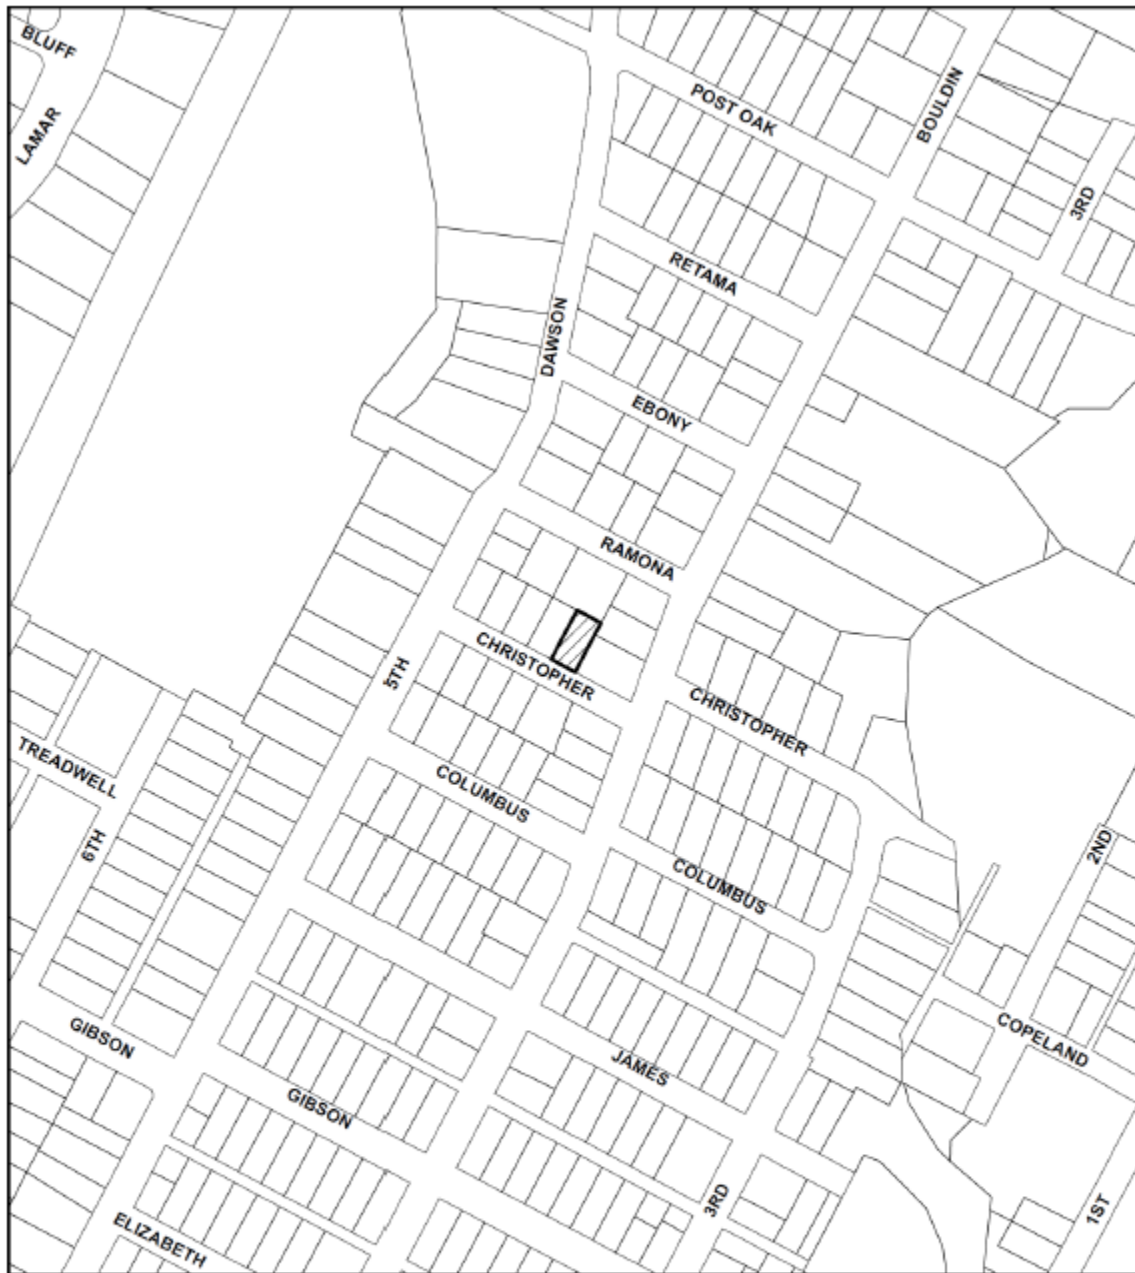 BLUFF
LAMAR
POST OAK
BOULDIN
3RD
RETAMA
DAWSON
EBONY
RAMONA
CHRISTOPHER
5TH
CHRISTOPHER
TREADWELL
COLUMBUS
6TH
2ND
COLUMBUS
GIBSON
COPELAND
JAMES
GIBSON
3RD
1ST
ELIZABETH